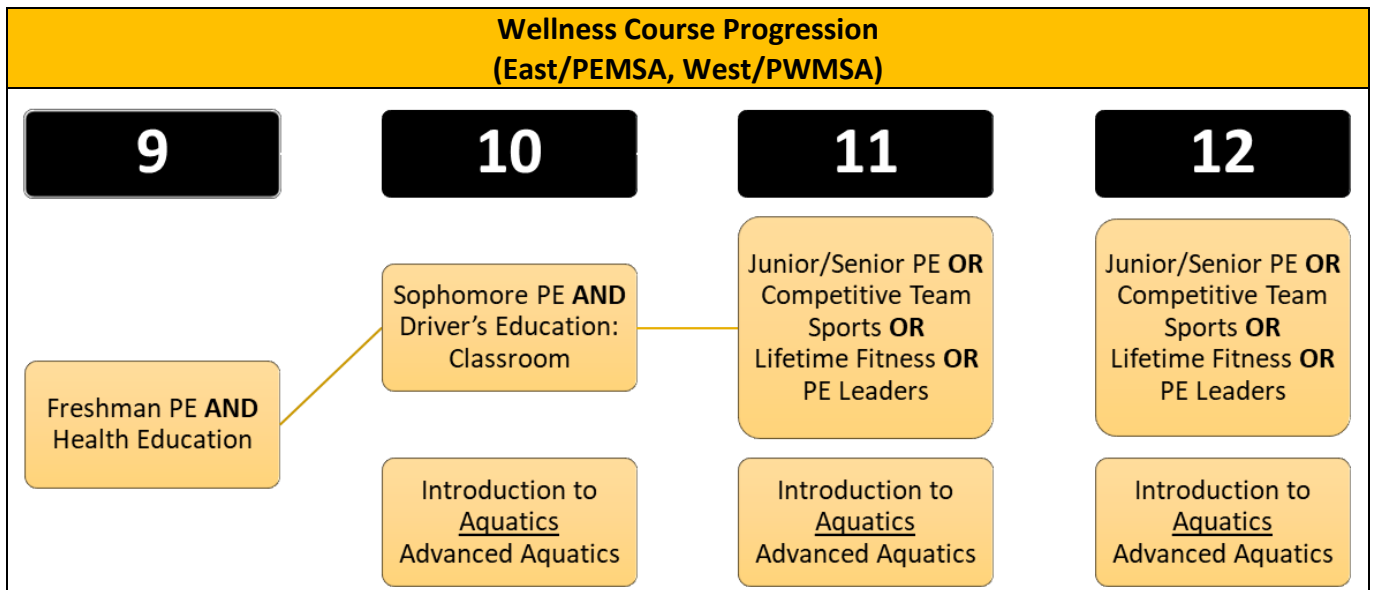 Wellness Course Progression
(East/PEMSA, West/PWMSA)
9
10
11
12
Freshman PE AND
Health Education
Sophomore PE AND
Driver’s Education:
Classroom
Junior/Senior PE OR
Competitive Team
Sports OR
Lifetime Fitness OR
PE Leaders
Junior/Senior PE OR
Competitive Team
Sports OR
Lifetime Fitness OR
PE Leaders
Introduction to
Aquatics
Advanced Aquatics
Introduction to
Aquatics
Advanced Aquatics
Introduction to
Aquatics
Advanced Aquatics